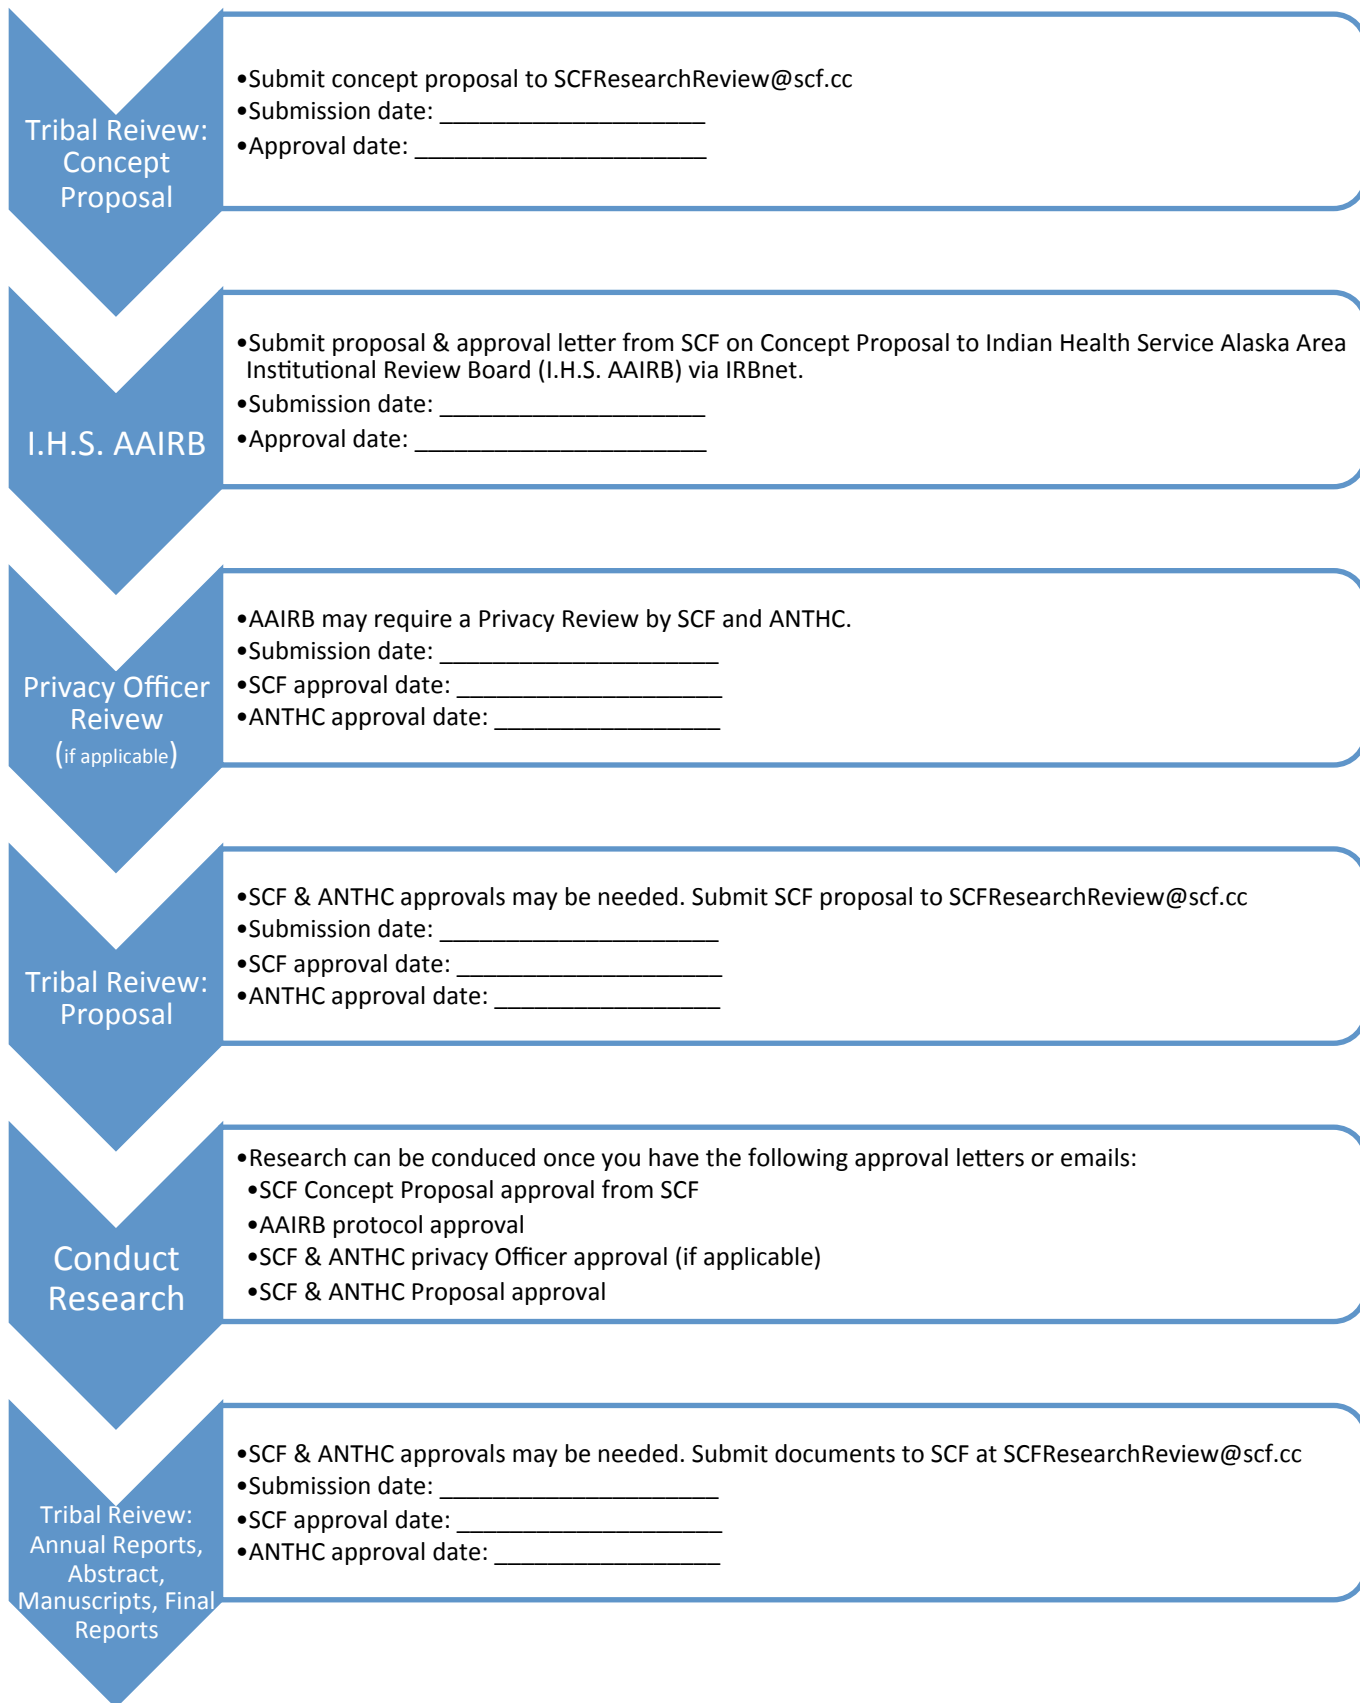 Tribal Reivew:
Concept
Proposal
•Submit concept proposal to SCFResearchReview@scf.cc
•Submission date: ____________________
•Approval date: ______________________
I.H.S. AAIRB
•Submit proposal & approval letter from SCF on Concept Proposal to Indian Health Service Alaska Area
Institutional Review Board (I.H.S. AAIRB) via IRBnet.
•Submission date: ____________________
•Approval date: ______________________
Privacy Officer
Reivew
(if applicable)
•AAIRB may require a Privacy Review by SCF and ANTHC.
•Submission date: _____________________
•SCF approval date: ____________________
•ANTHC approval date: _________________
Tribal Reivew:
Proposal
•SCF & ANTHC approvals may be needed. Submit SCF proposal to SCFResearchReview@scf.cc
•Submission date: _____________________
•SCF approval date: ____________________
•ANTHC approval date: _________________
Conduct
Research
•Research can be conduced once you have the following approval letters or emails:
•SCF Concept Proposal approval from SCF
•AAIRB protocol approval
•SCF & ANTHC privacy Officer approval (if applicable)
•SCF & ANTHC Proposal approval
Tribal Reivew:
Annual Reports,
Abstract,
Manuscripts, Final
Reports
•SCF & ANTHC approvals may be needed. Submit documents to SCF at SCFResearchReview@scf.cc
•Submission date: _____________________
•SCF approval date: ____________________
•ANTHC approval date: _________________